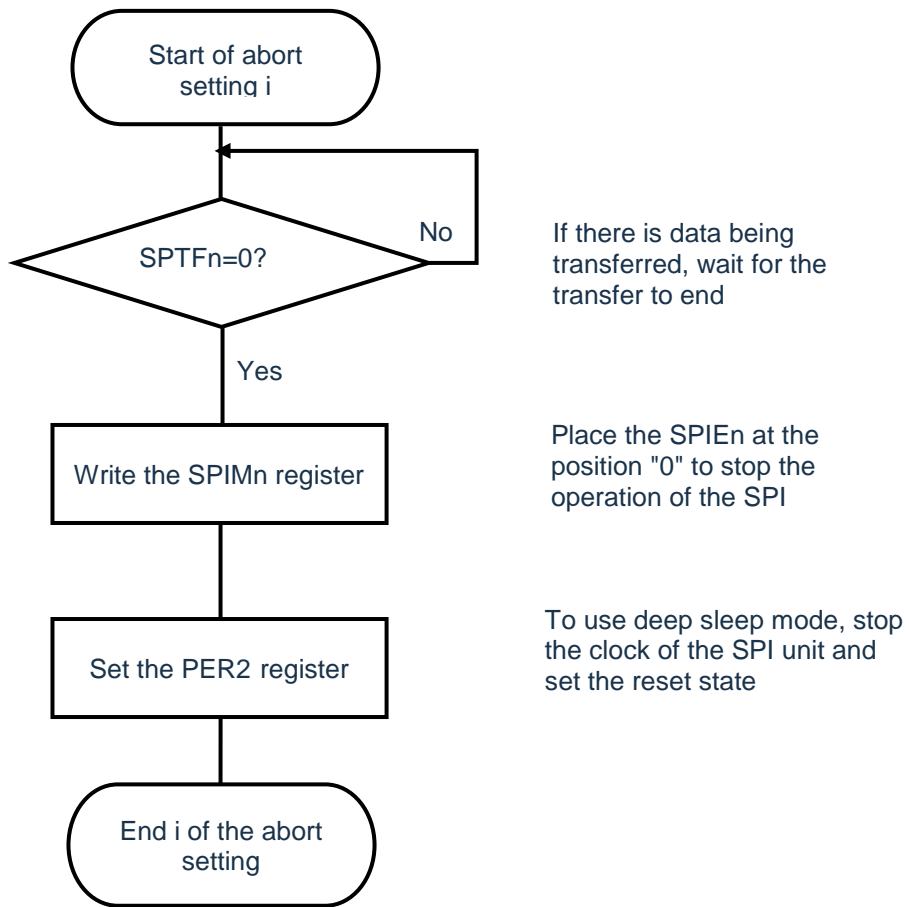 Start of abort
setting i
No
SPTFn=0?
If there is data being
transferred, wait for the
transfer to end
Yes
Place the SPIEn at the
position "0" to stop the
operation of the SPI
Write the SPIMn register
To use deep sleep mode, stop
the clock of the SPI unit and
set the reset state
Set the PER2 register
End i of the abort
setting